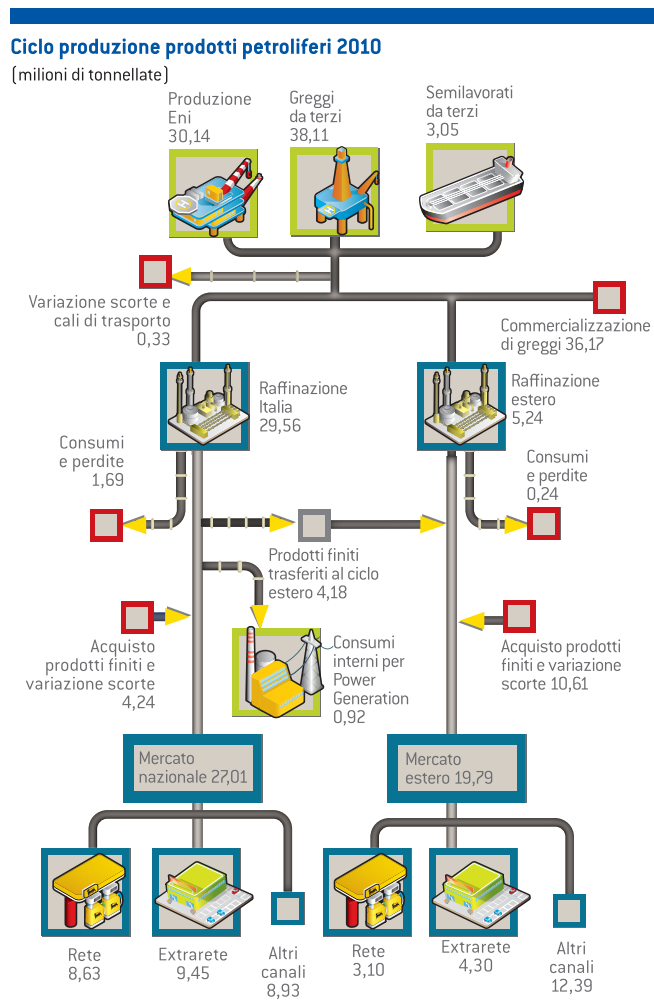 Ciclo produzione prodotti petroliferi 2010
(milioni di tonnellate)
Produzione
Eni
30,14
Greggi
da terzi
38,11
Semilavorati
da terzi
3,05
Variazione scorte e
cali di trasporto
0,33
Commercializzazione
di greggi 36,17
Raffinazione
Italia
29,56
Raffinazione
estero
5,24
Consumi
e perdite
1,69
Consumi
e perdite
0,24
Prodotti finiti
trasferiti al ciclo
estero 4,18
Acquisto
prodotti finiti e
variazione scorte
4,24
Consumi
interni per
Power
Generation
0,92
Acquisto prodotti
finiti e variazione
scorte 10,61
Mercato
nazionale 27,01
Mercato
estero 19,79
Rete
8,63
Extrarete
9,45
Altri
canali
8,93
Rete
3,10
Extrarete
4,30
Altri
canali
12,39